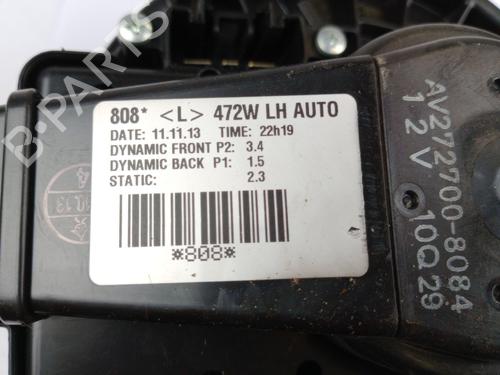 808* <L> 472W LH AUTO
DATE: 11.11.13 TIME: 22h19
DYNAMIC FRONT P2: 3.4
DYNAMIC BACK P1: 1.5
STATIC: 2.3
*808*
AV272700-8084
12V 10Q29